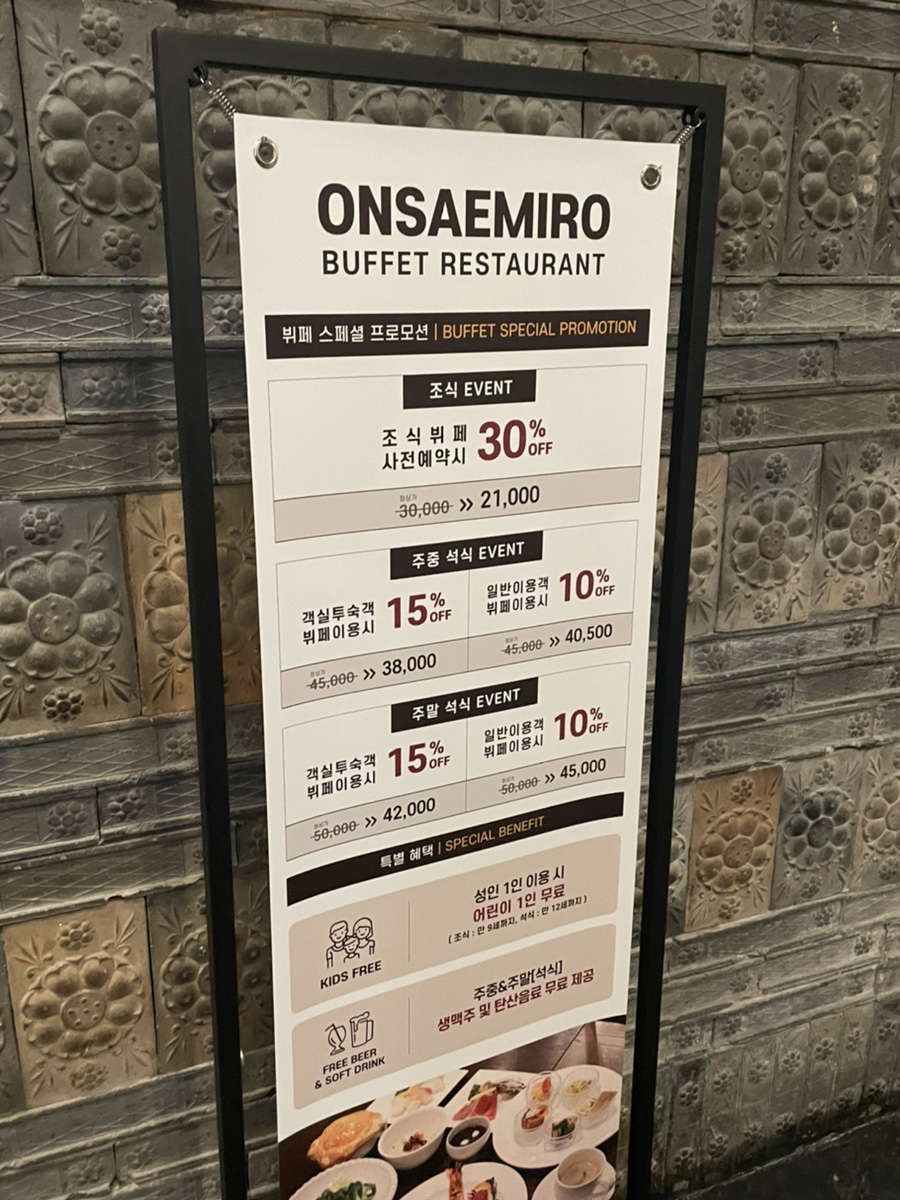 ONSAEMIRO
BUFFET RESTAURANT
뷔페 스페셜 프로모션 | BUFFET SPECIAL PROMOTION
조식 EVENT
조식뷔페
사전예약시
30% OFF
정상가
30,000 » 21,000
주중 석식 EVENT
객실투숙객
뷔페이용시
15% OFF
일반이용객
뷔페이용시
10% OFF
정상가
45,000 » 38,000
정상가
45,000 » 40,500
주말 석식 EVENT
객실투숙객
뷔페이용시
15% OFF
일반이용객
뷔페이용시
10% OFF
정상가
50,000 » 42,000
정상가
50,000 » 45,000
특별 혜택 | SPECIAL BENEFIT
KIDS FREE
성인 1인 이용 시
어린이 1인 무료
( 조식 : 만 9세까지, 석식 : 만 12세까지 )
FREE BEER
& SOFT DRINK
주중&주말[석식]
생맥주 및 탄산음료 무료 제공